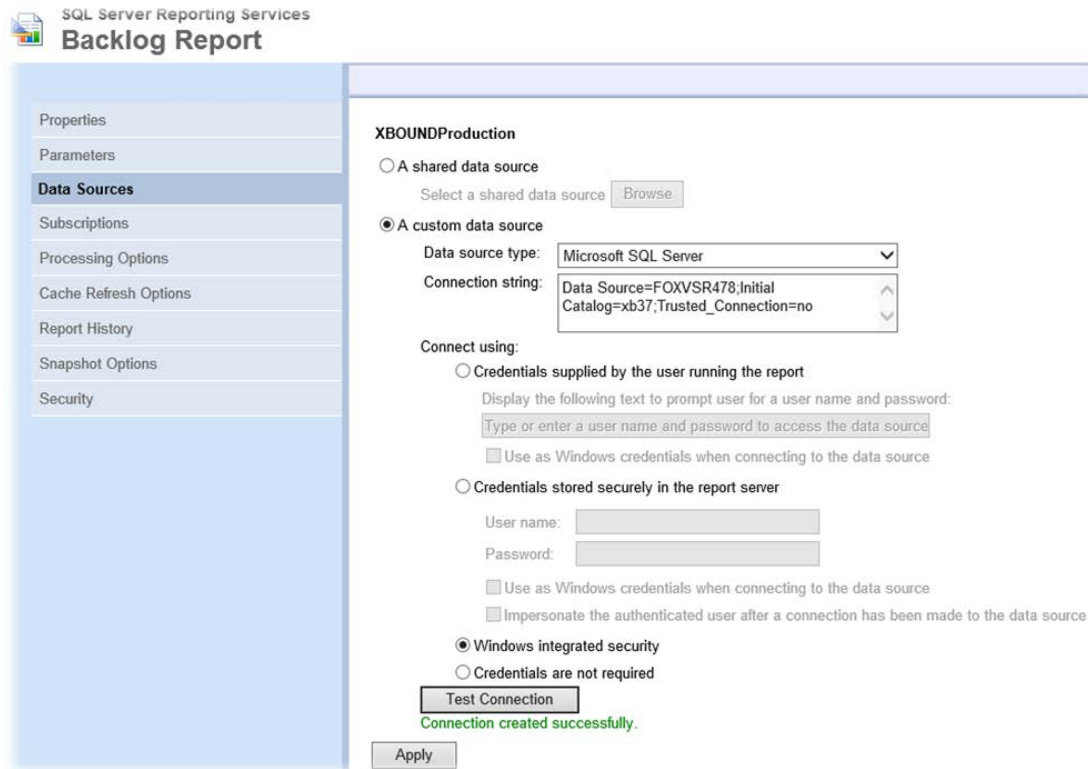 SQL Server Reporting Services
Backlog Report
Properties
Parameters
Data Sources
Subscriptions
Processing Options
Cache Refresh Options
Report History
Snapshot Options
Security
XBOUNDProduction
A shared data source
Select a shared data source Browse
A custom data source
Data source type: Microsoft SQL Server
Connection string: Data Source=FOXVSR478;Initial
Catalog=xb37;Trusted_Connection=no
Connect using:
Credentials supplied by the user running the report
Display the following text to prompt user for a user name and password:
Type or enter a user name and password to access the data source
Use as Windows credentials when connecting to the data source
Credentials stored securely in the report server
User name:
Password:
Use as Windows credentials when connecting to the data source
Impersonate the authenticated user after a connection has been made to the data source
Windows integrated security
Credentials are not required
Test Connection
Connection created successfully.
Apply